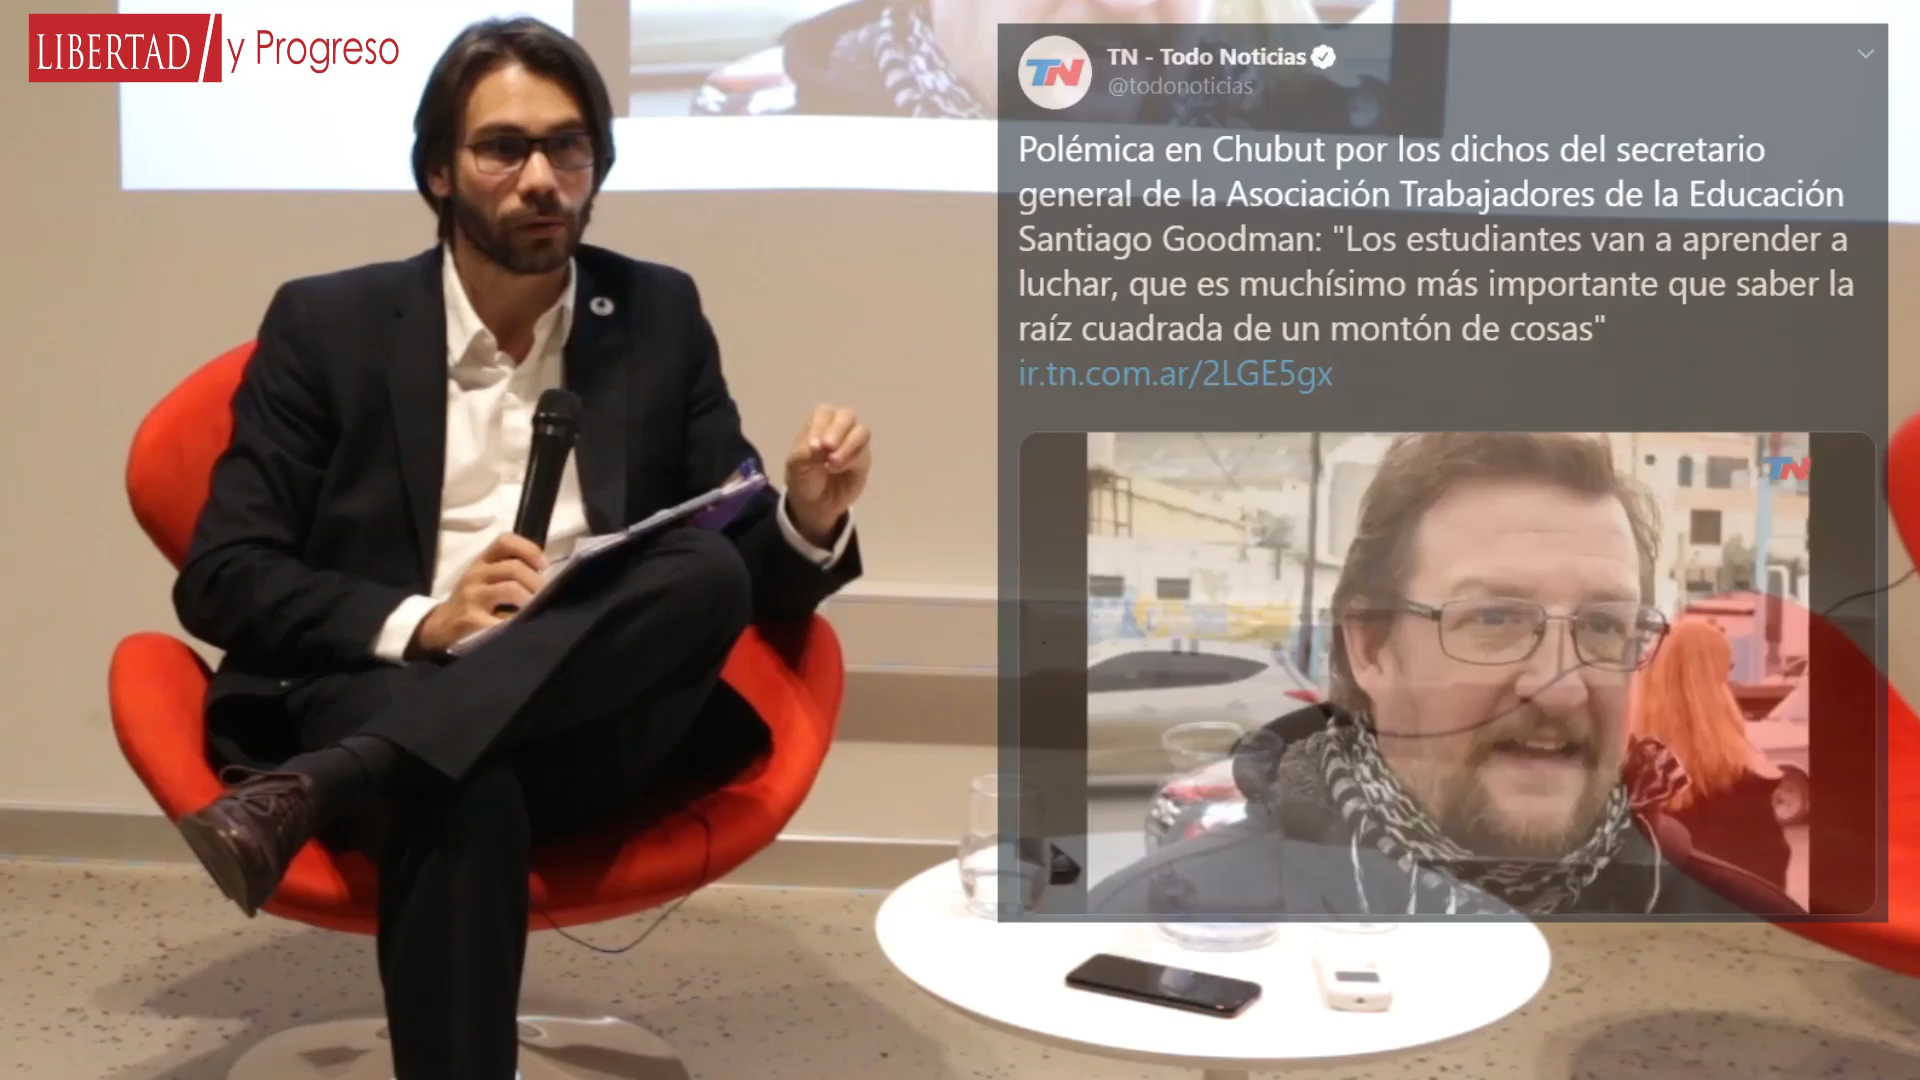 LIBERTAD y Progreso
TN
TN - Todo Noticias
@todonoticias
Polémica en Chubut por los dichos del secretario
general de la Asociación Trabajadores de la Educación
Santiago Goodman: "Los estudiantes van a aprender a
luchar, que es muchísimo más importante que saber la
raíz cuadrada de un montón de cosas"
ir.tn.com.ar/2LGE5gx
TN